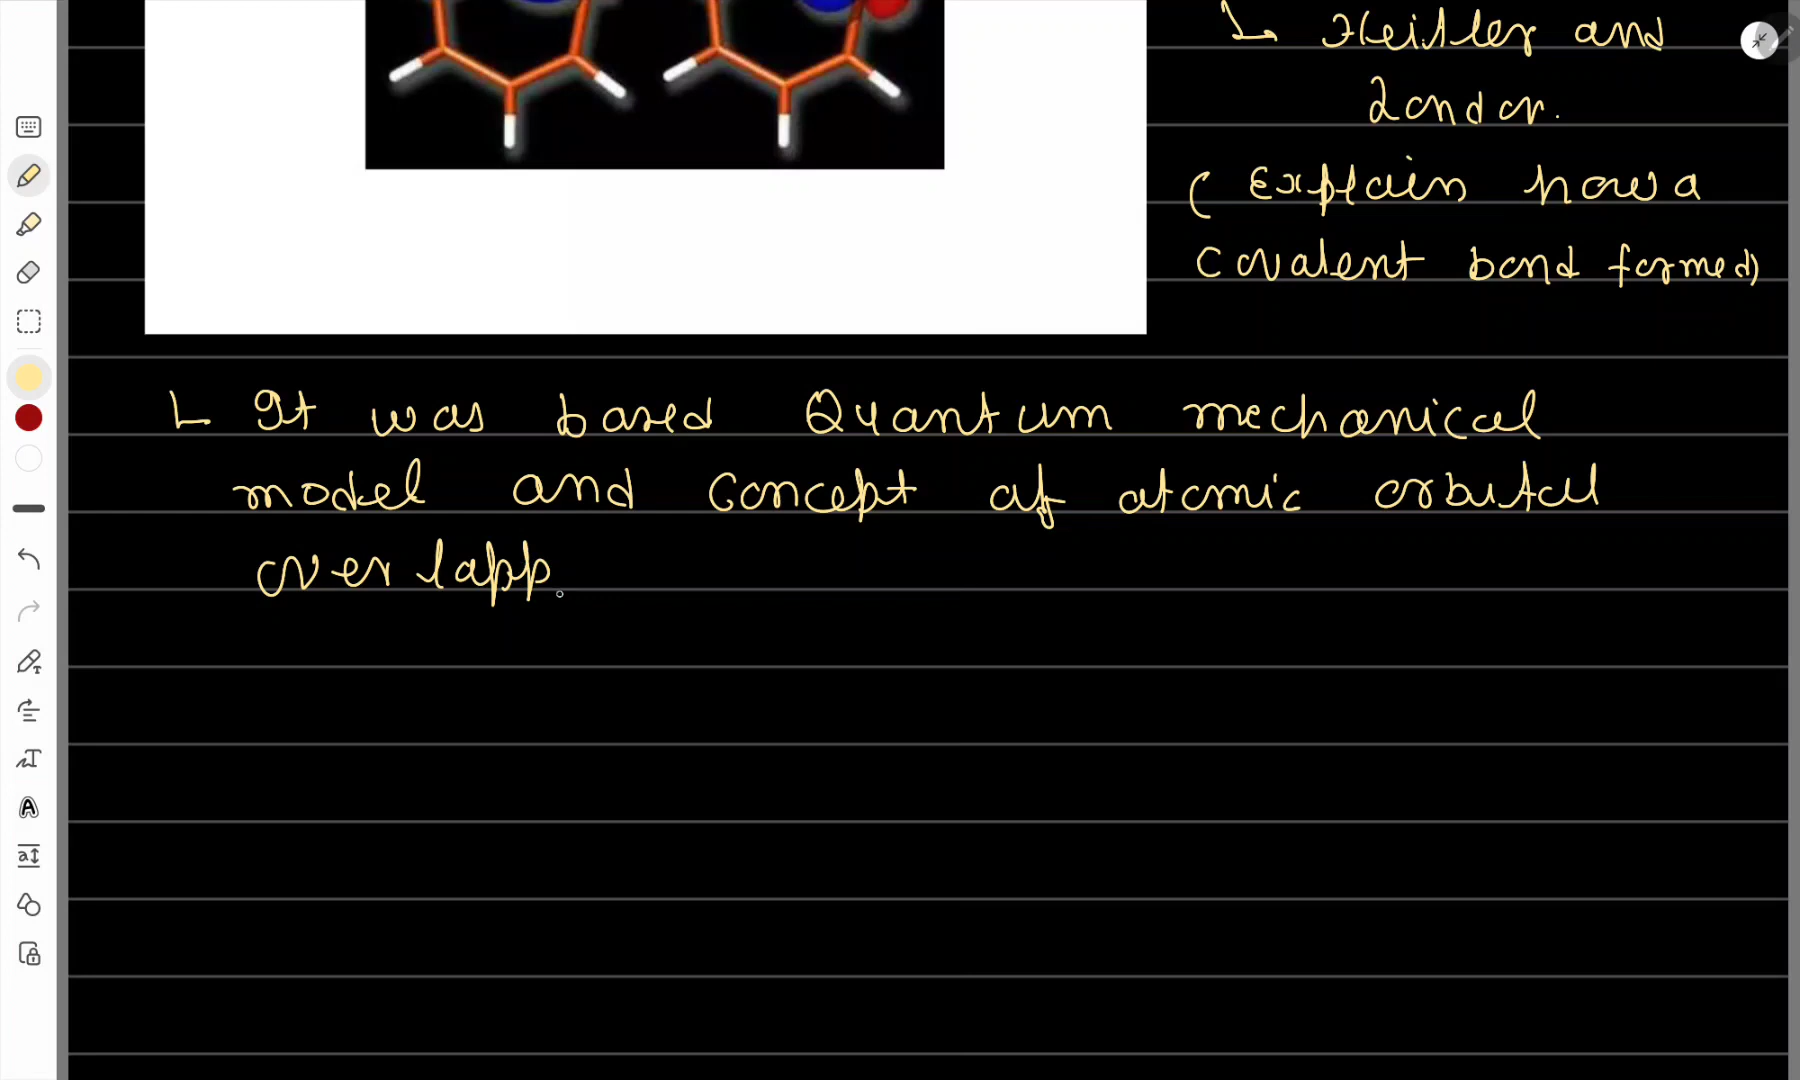 Heitler and
London.
( Explain how a
covalent bond formed)
It was based Quantum mechanical
model and concept of atomic orbital
overlapp.